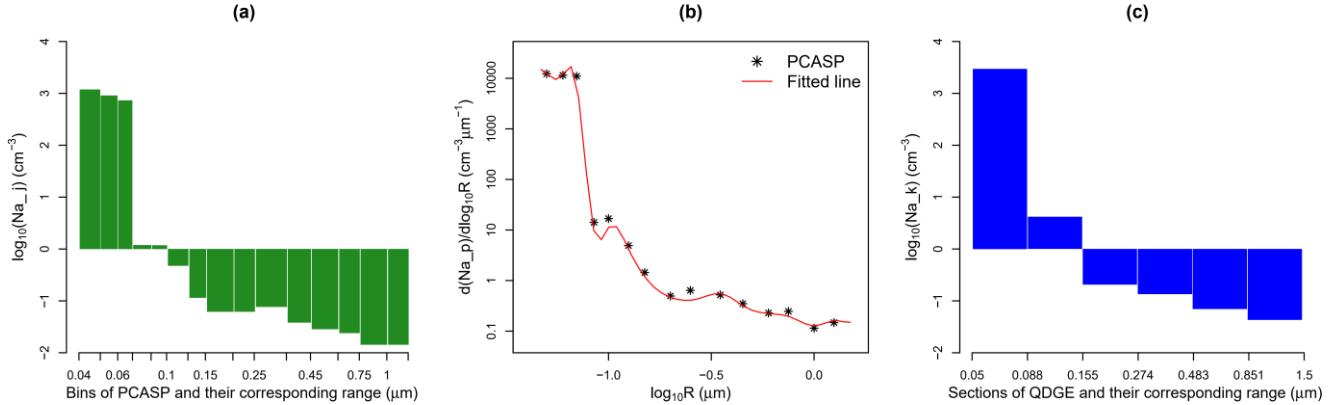 (a)
log10(Na_j) (cm−3)
4
3
2
1
0
−1
−2
0.04 0.06 0.1 0.15 0.25 0.45 0.75 1
Bins of PCASP and their corresponding range (μm)
(b)
d(Na_p)/dlog10R (cm−3μm−1)
10000
1000
100
10
1
0.1
PCASP
Fitted line
−1.0 −0.5 0.0
log10R (μm)
(c)
log10(Na_k) (cm−3)
4
3
2
1
0
−1
−2
0.05 0.088 0.155 0.274 0.483 0.851 1.5
Sections of QDGE and their corresponding range (μm)